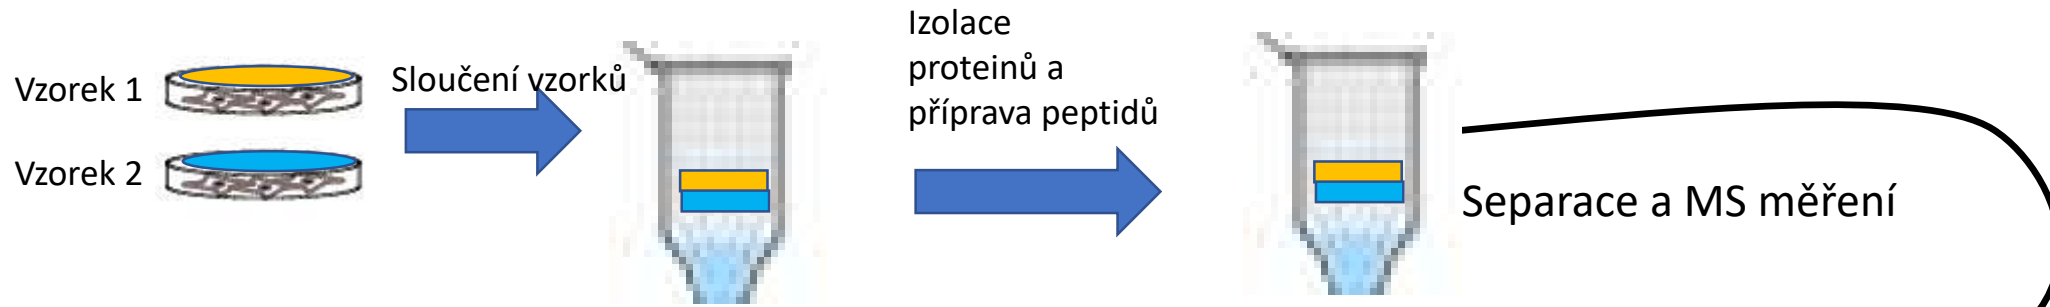 Vzorek 1
Vzorek 2
Sloučení vzorků
Izolace
proteinů a
příprava peptidů
Separace a MS měření